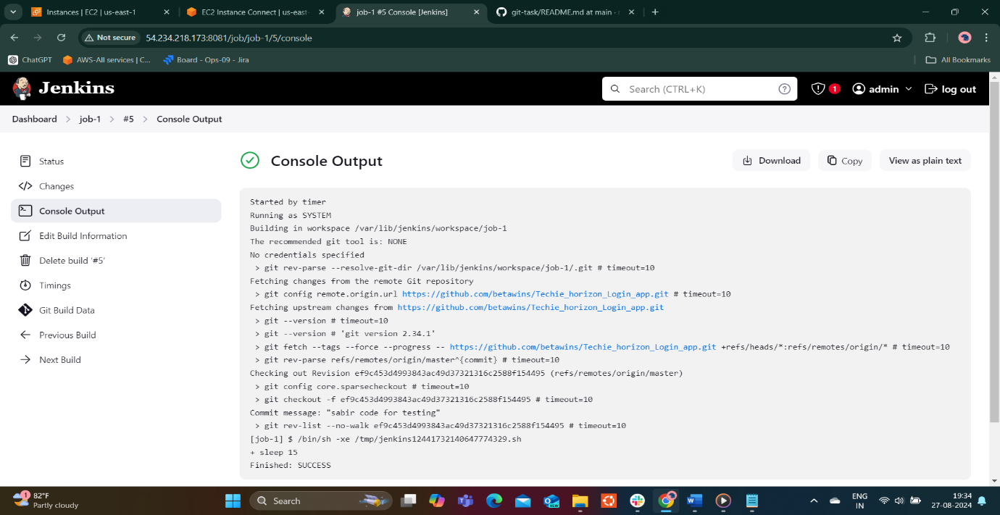 Instances | EC2 | us-east-1
EC2 Instance Connect | us-east-
job-1 #5 Console [Jenkins]
git-task/README.md at main ·
Not secure
54.234.218.173:8081/job/job-1/5/console
ChatGPT
AWS-All services | C...
Board - Ops-09 - Jira
All Bookmarks
Jenkins
Search (CTRL+K)
1
admin
log out
Dashboard
job-1
#5
Console Output
Status
Changes
Console Output
Edit Build Information
Delete build '#5'
Timings
Git Build Data
Previous Build
Next Build
Console Output
Download
Copy
View as plain text
Started by timer
Running as SYSTEM
Building in workspace /var/lib/jenkins/workspace/job-1
The recommended git tool is: NONE
No credentials specified
> git rev-parse --resolve-git-dir /var/lib/jenkins/workspace/job-1/.git # timeout=10
Fetching changes from the remote Git repository
> git config remote.origin.url https://github.com/betawins/Techie_horizon_Login_app.git # timeout=10
Fetching upstream changes from https://github.com/betawins/Techie_horizon_Login_app.git
> git --version # timeout=10
> git --version # 'git version 2.34.1'
> git fetch --tags --force --progress -- https://github.com/betawins/Techie_horizon_Login_app.git +refs/heads/*:refs/remotes/origin/* # timeout=10
> git rev-parse refs/remotes/origin/master^{commit} # timeout=10
Checking out Revision ef9c453d4993843ac49d37321316c2588f154495 (refs/remotes/origin/master)
> git config core.sparsecheckout # timeout=10
> git checkout -f ef9c453d4993843ac49d37321316c2588f154495 # timeout=10
Commit message: "sabir code for testing"
> git rev-list --no-walk ef9c453d4993843ac49d37321316c2588f154495 # timeout=10
[job-1] $ /bin/sh -xe /tmp/jenkins12441732140647774329.sh
+ sleep 15
Finished: SUCCESS
1
82°F
Partly cloudy
Search
ENG
IN
19:34
27-08-2024